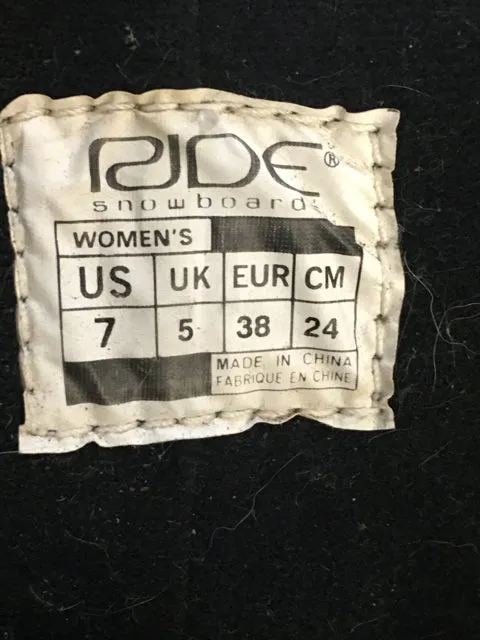 RIDE®
snowboards
WOMEN'S
US UK EUR CM
7 5 38 24
MADE IN CHINA
FABRIQUE EN CHINE